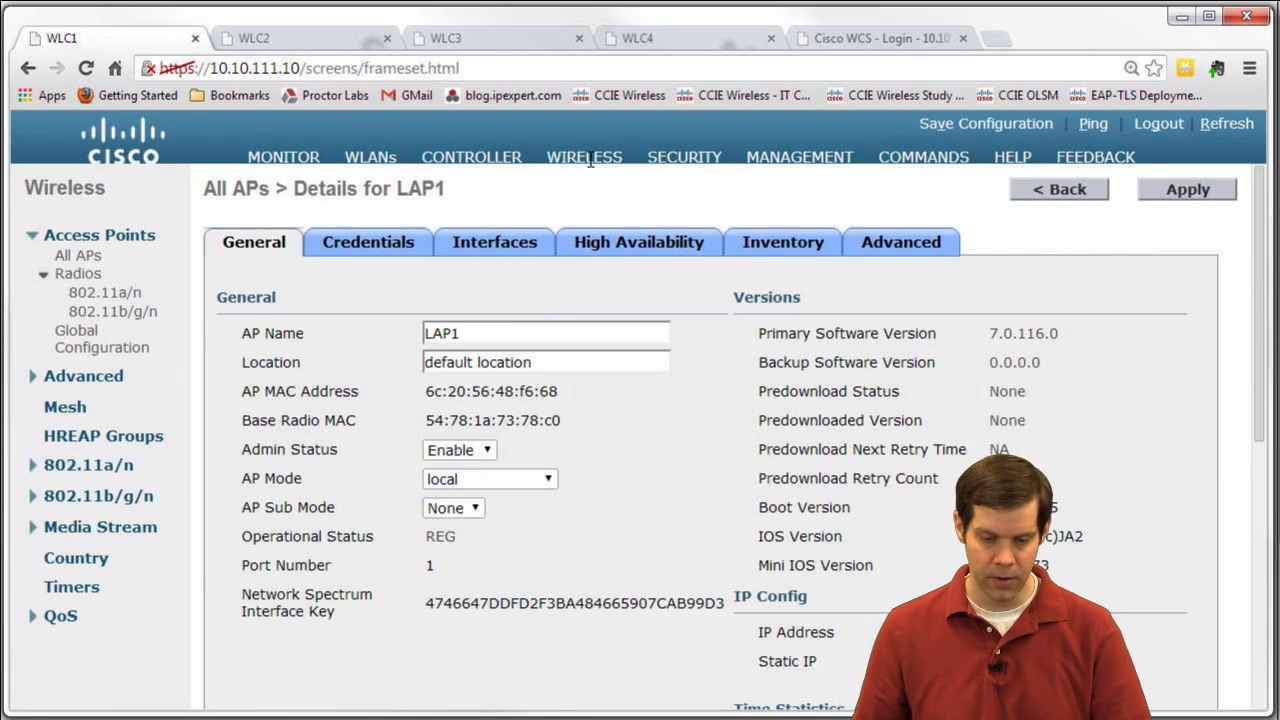 WLC1
WLC2
WLC3
WLC4
Cisco WCS - Login - 10.10
https://10.10.111.10/screens/frameset.html
Apps
Getting Started
Bookmarks
Proctor Labs
GMail
blog.ipexpert.com
CCIE Wireless
CCIE Wireless - IT C...
CCIE Wireless Study ...
CCIE OLSM
EAP-TLS Deployme...
Save Configuration | Ping | Logout | Refresh
CISCO
MONITOR WLANs CONTROLLER WIRELESS SECURITY MANAGEMENT COMMANDS HELP FEEDBACK
Wireless
Access Points
All APs
Radios
802.11a/n
802.11b/g/n
Global
Configuration
Advanced
Mesh
HREAP Groups
802.11a/n
802.11b/g/n
Media Stream
Country
Timers
QoS
All APs > Details for LAP1
< Back
Apply
General
Credentials
Interfaces
High Availability
Inventory
Advanced
General
AP Name LAP1
Location default location
AP MAC Address 6c:20:56:48:f6:68
Base Radio MAC 54:78:1a:73:78:c0
Admin Status Enable
AP Mode local
AP Sub Mode None
Operational Status REG
Port Number 1
Network Spectrum
Interface Key 4746647DDFD2F3BA484665907CAB99D3
Versions
Primary Software Version 7.0.116.0
Backup Software Version 0.0.0.0
Predownload Status None
Predownloaded Version None
Predownload Next Retry Time NA
Predownload Retry Count
Boot Version 5
IOS Version c)JA2
Mini IOS Version 73
IP Config
IP Address
Static IP
Time Statistics